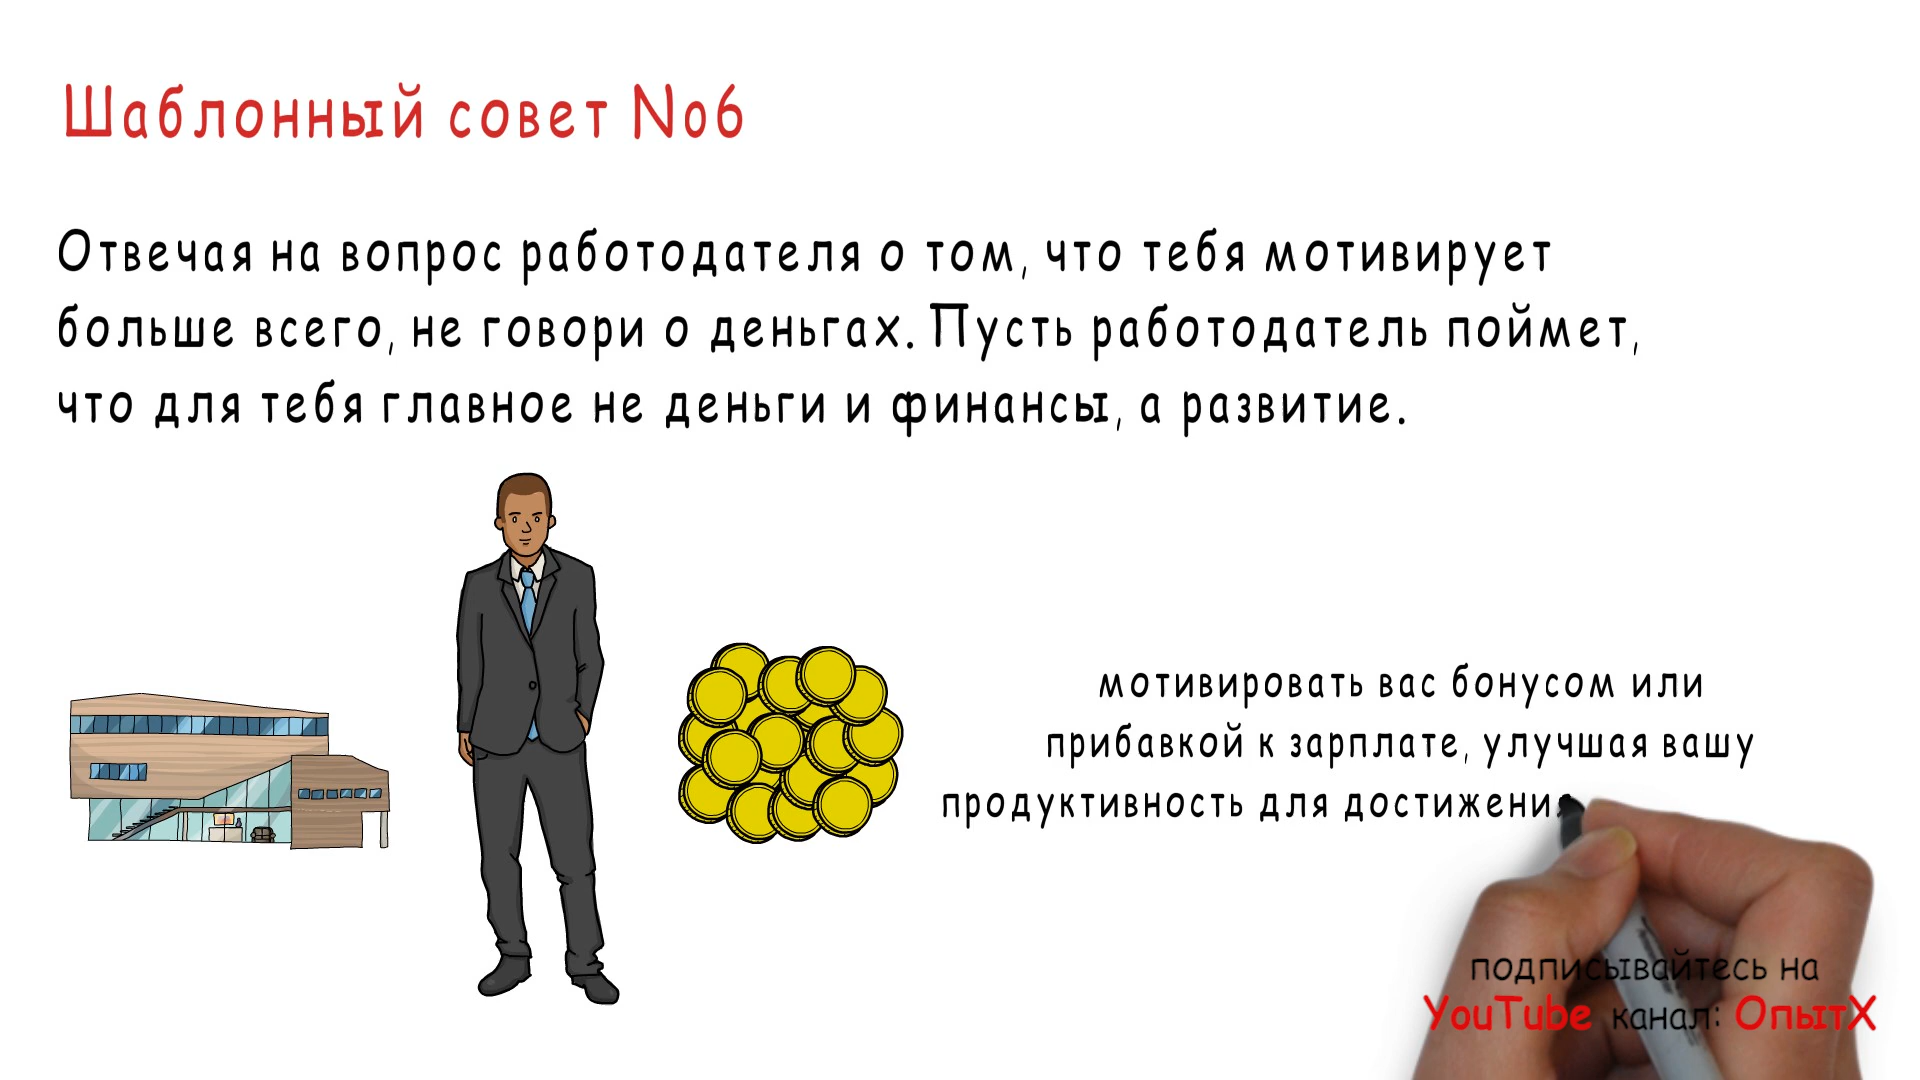 Шаблонный совет No6
Отвечая на вопрос работодателя о том, что тебя мотивирует
больше всего, не говори о деньгах. Пусть работодатель поймет,
что для тебя главное не деньги и финансы, а развитие.
мотивировать вас бонусом или
прибавкой к зарплате, улучшая вашу
продуктивность для достижения
подписывайтесь на
YouTube канал: ОпытX